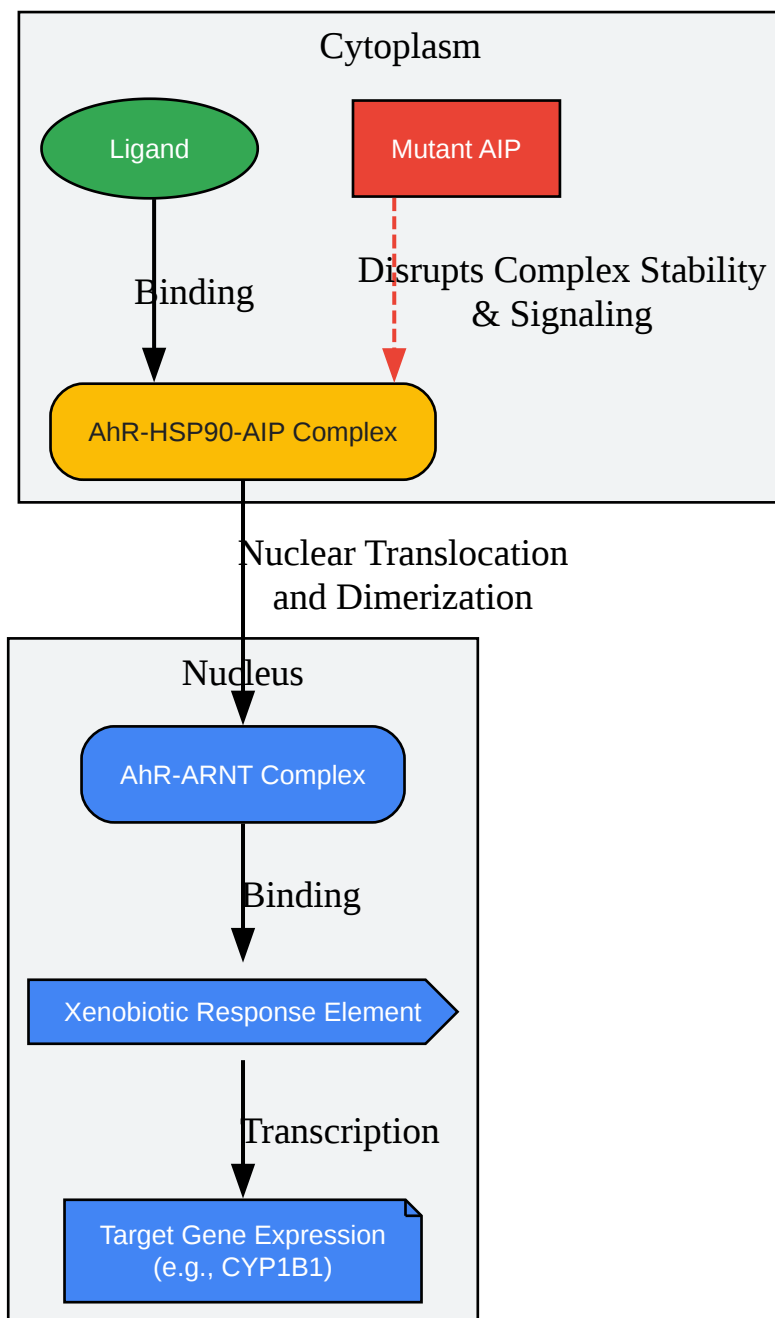 Cytoplasm
Ligand
Mutant AIP
Binding
Disrupts Complex Stability
& Signaling
AhR-HSP90-AIP Complex
Nuclear Translocation
and Dimerization
Nucleus
AhR-ARNT Complex
Binding
Xenobiotic Response Element
Transcription
Target Gene Expression
(e.g., CYP1B1)